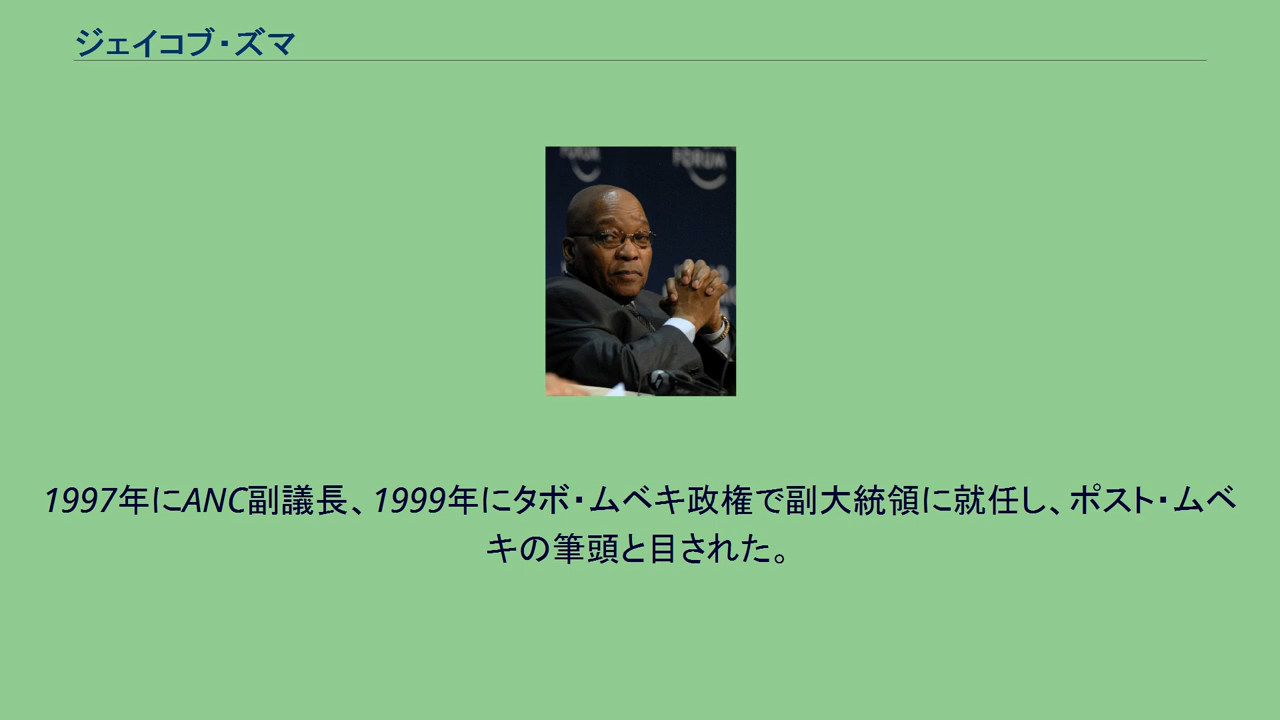 ジェイコブ・ズマ
FORUM
FORUM
1997年にANC副議長、1999年にタボ・ムベキ政権で副大統領に就任し、ポスト・ムベ
キの筆頭と目された。